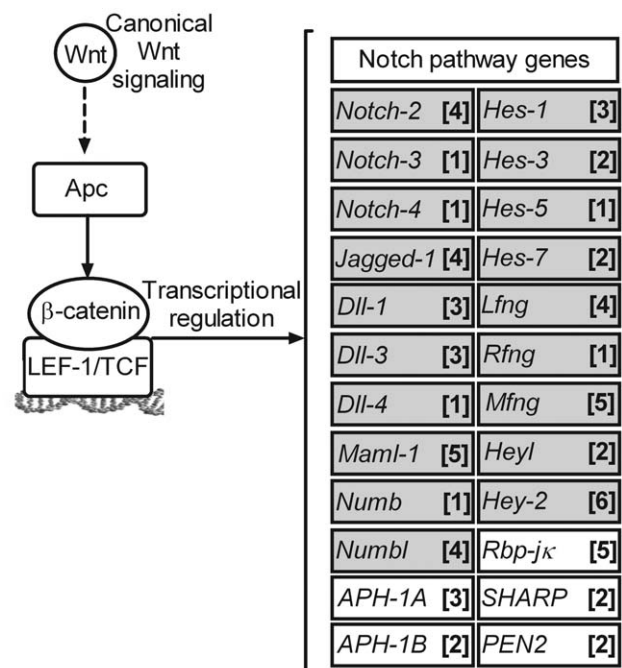 Canonical
Wnt
signaling
Wnt
Apc
β-catenin
LEF-1/TCF
Transcriptional
regulation
Notch pathway genes
Notch-2 [4] Hes-1 [3]
Notch-3 [1] Hes-3 [2]
Notch-4 [1] Hes-5 [1]
Jagged-1 [4] Hes-7 [2]
Dll-1 [3] Lfng [4]
Dll-3 [3] Rfng [1]
Dll-4 [1] Mfng [5]
Maml-1 [5] Heyl [2]
Numb [1] Hey-2 [6]
Numbl [4] Rbp-jκ [5]
APH-1A [3] SHARP [2]
APH-1B [2] PEN2 [2]